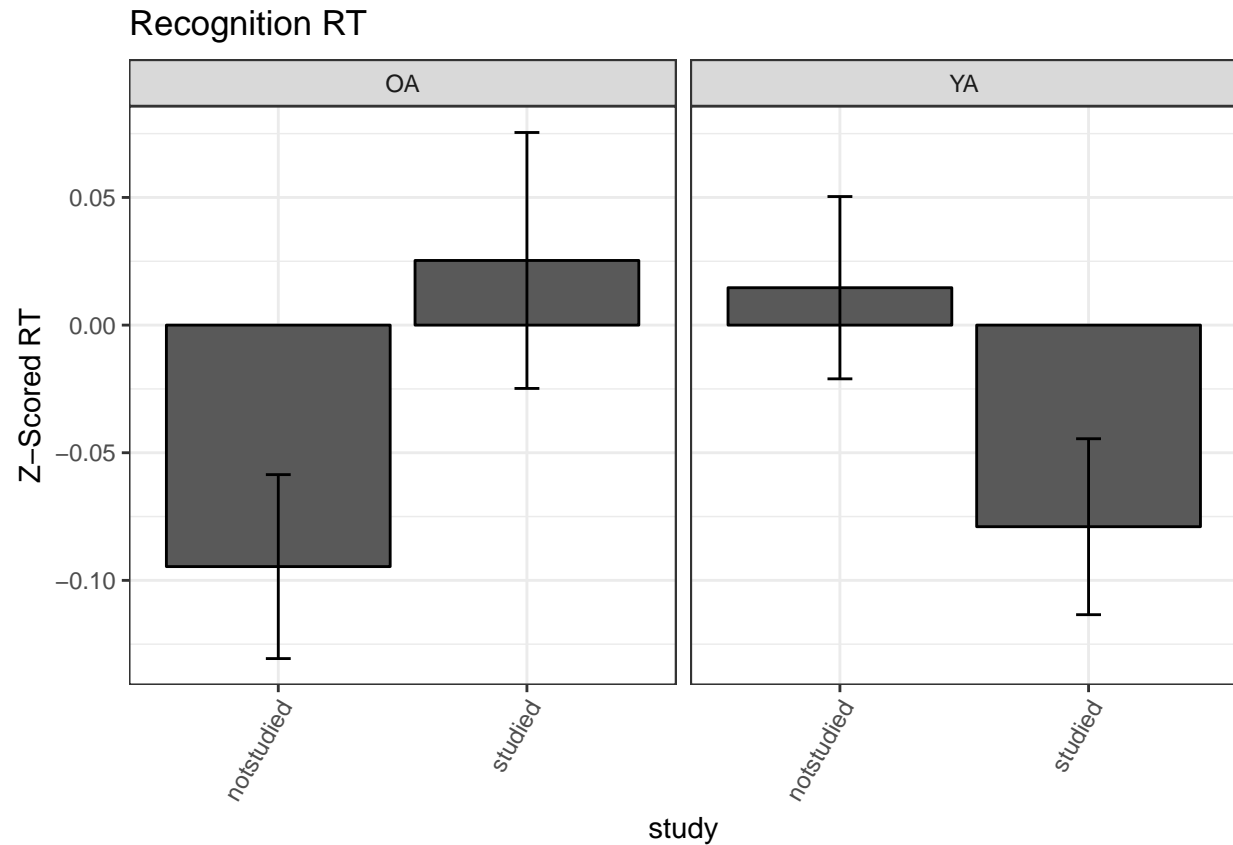 Recognition RT
OA
YA
Z−Scored RT
0.05
0.00
−0.05
−0.10
notstudied
studied
notstudied
studied
study